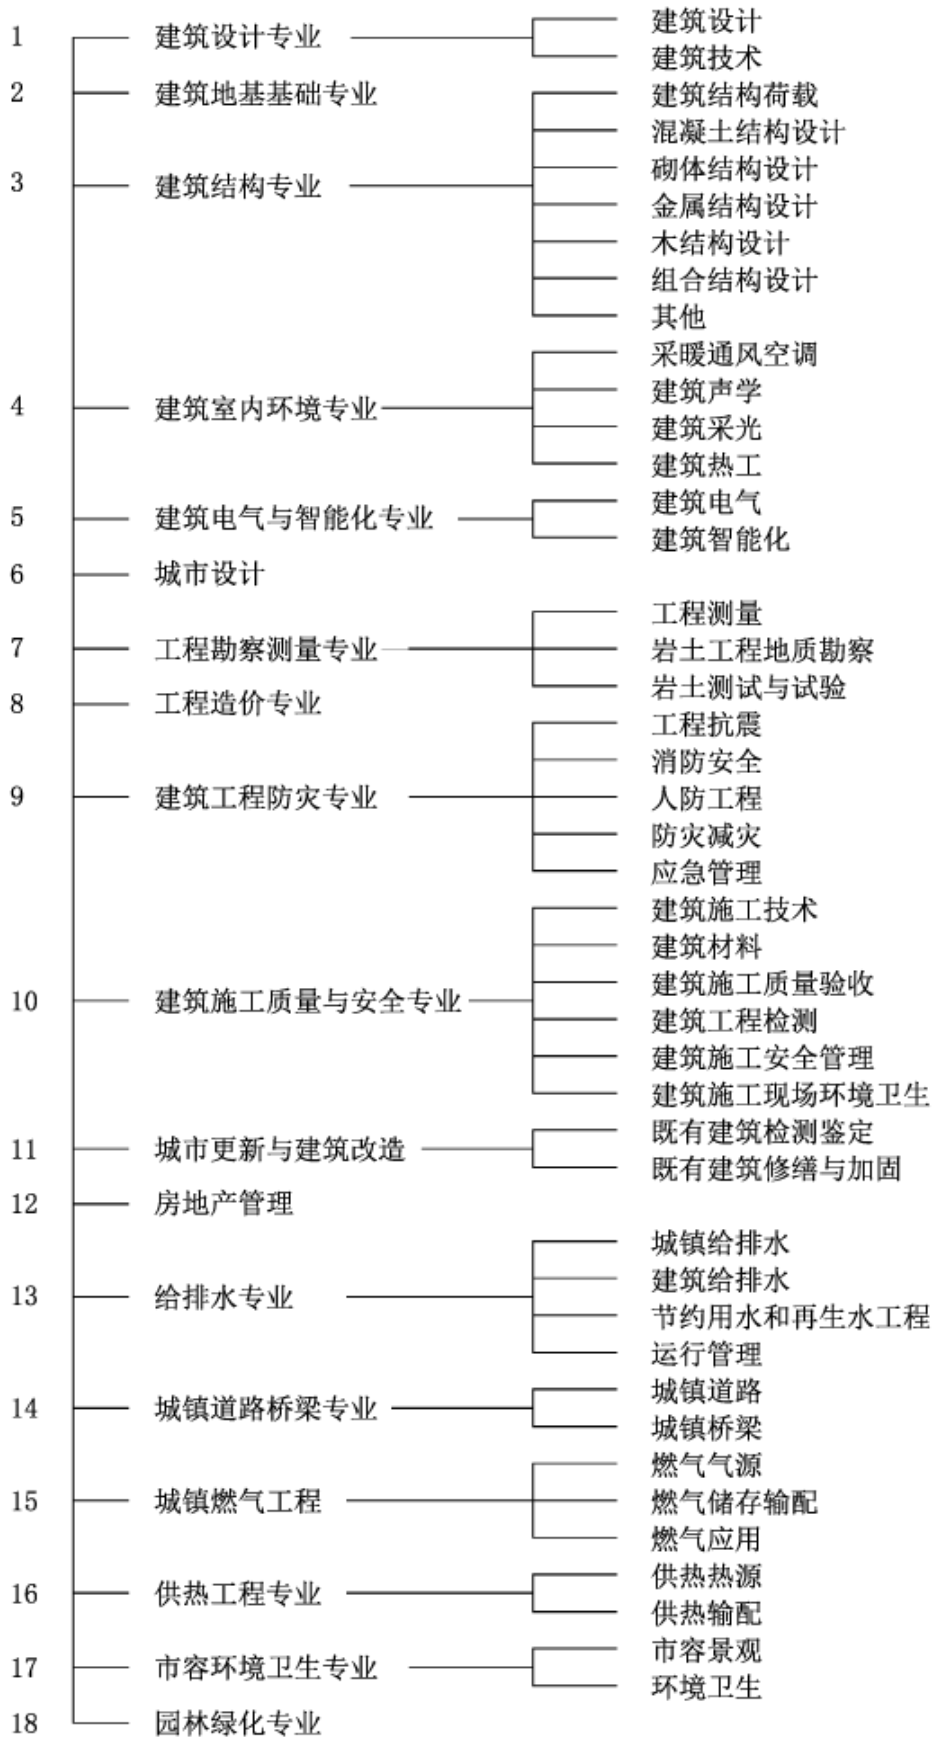 1 建筑设计专业
建筑设计
建筑技术
2 建筑地基基础专业
3 建筑结构专业
建筑结构荷载
混凝土结构设计
砌体结构设计
金属结构设计
木结构设计
组合结构设计
其他
4 建筑室内环境专业
采暖通风空调
建筑声学
建筑采光
建筑热工
5 建筑电气与智能化专业
建筑电气
建筑智能化
6 城市设计
7 工程勘察测量专业
工程测量
岩土工程地质勘察
岩土测试与试验
8 工程造价专业
9 建筑工程防灾专业
工程抗震
消防安全
人防工程
防灾减灾
应急管理
10 建筑施工质量与安全专业
建筑施工技术
建筑材料
建筑施工质量验收
建筑工程检测
建筑施工安全管理
建筑施工现场环境卫生
11 城市更新与建筑改造
既有建筑检测鉴定
既有建筑修缮与加固
12 房地产管理
13 给排水专业
城镇给排水
建筑给排水
节约用水和再生水工程
运行管理
14 城镇道路桥梁专业
城镇道路
城镇桥梁
15 城镇燃气工程
燃气气源
燃气储存输配
燃气应用
16 供热工程专业
供热热源
供热输配
17 市容环境卫生专业
市容景观
环境卫生
18 园林绿化专业